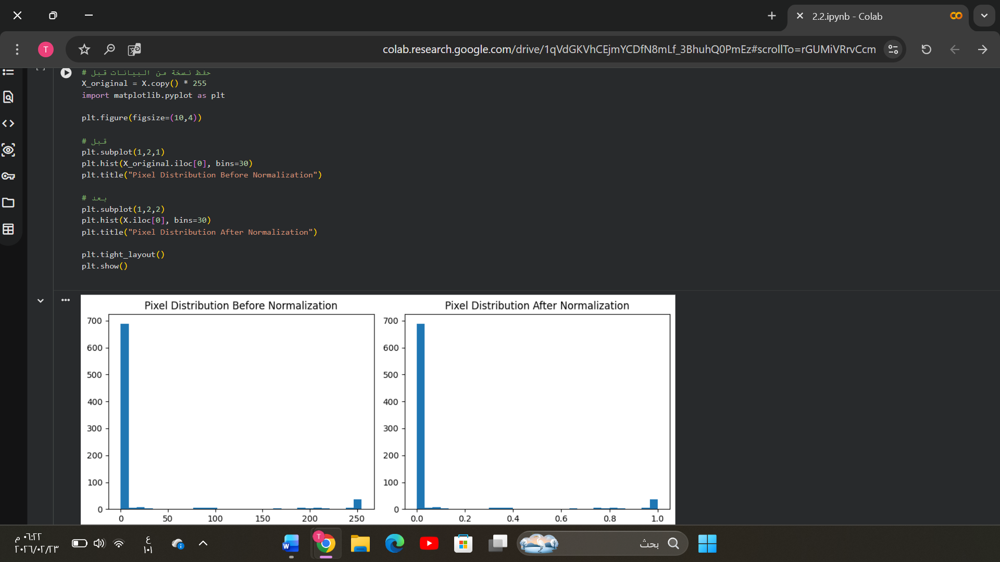 2.2.ipynb - Colab
T
colab.research.google.com/drive/1qVdGKVhCEjmYCDfN8mLf_3BhuhQ0PmEz#scrollTo=rGUMiVRrvCcm
[ ]
# حفظ نسخة من البيانات قبل
X_original = X.copy() * 255
import matplotlib.pyplot as plt
plt.figure(figsize=(10,4))
# قبل
plt.subplot(1,2,1)
plt.hist(X_original.iloc[0], bins=30)
plt.title("Pixel Distribution Before Normalization")
# بعد
plt.subplot(1,2,2)
plt.hist(X.iloc[0], bins=30)
plt.title("Pixel Distribution After Normalization")
plt.tight_layout()
plt.show()
Pixel Distribution Before Normalization
700
600
500
400
300
200
100
0
0 50 100 150 200 250
Pixel Distribution After Normalization
700
600
500
400
300
200
100
0
0.0 0.2 0.4 0.6 0.8 1.0
٠٦:٢٢ م
٢٠٢٦/٠٢/٢٣
ع
١٠١
W
T
بحث